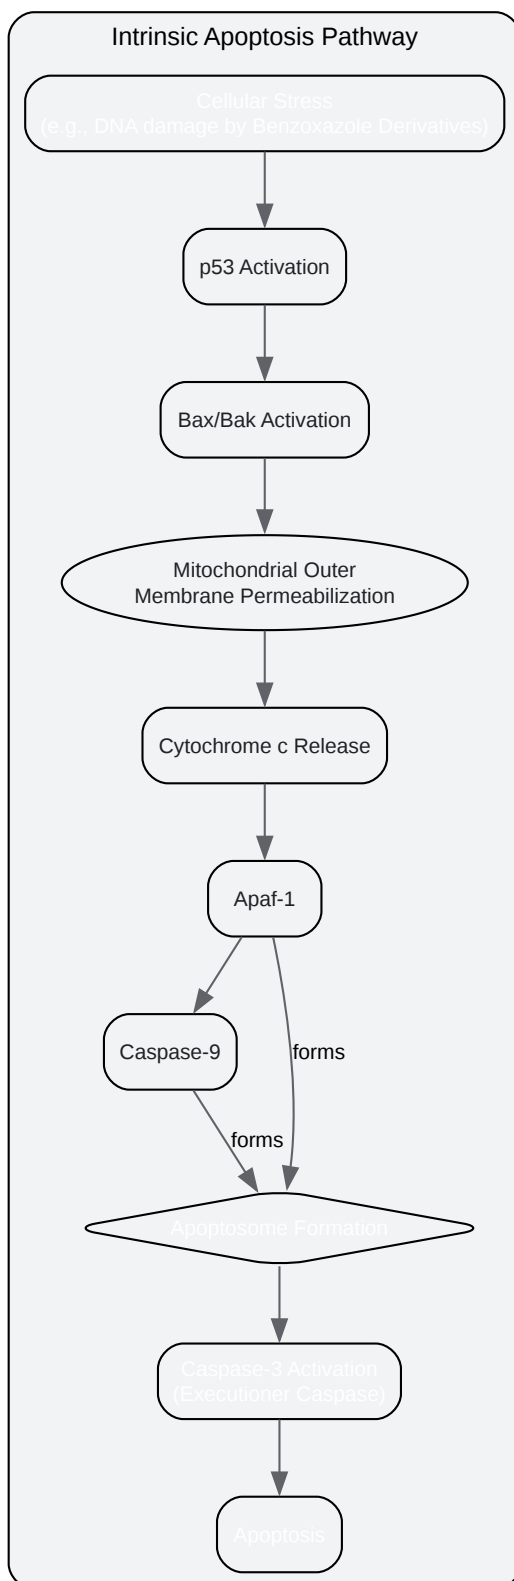 Intrinsic Apoptosis Pathway
Cellular Stress
(e.g., DNA damage by Benzoxazole Derivatives)
p53 Activation
Bax/Bak Activation
Mitochondrial Outer
Membrane Permeabilization
Cytochrome c Release
Apaf-1
Caspase-9
forms
forms
Apoptosome Formation
Caspase-3 Activation
(Executioner Caspase)
Apoptosis